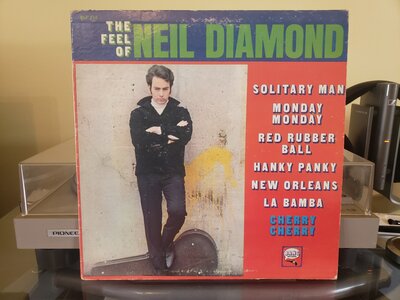 THE
FEEL
OF
NEIL DIAMOND
SOLITARY MAN
MONDAY
MONDAY
RED RUBBER
BALL
HANKY PANKY
NEW ORLEANS
LA BAMBA
CHERRY
CHERRY
PIONEER